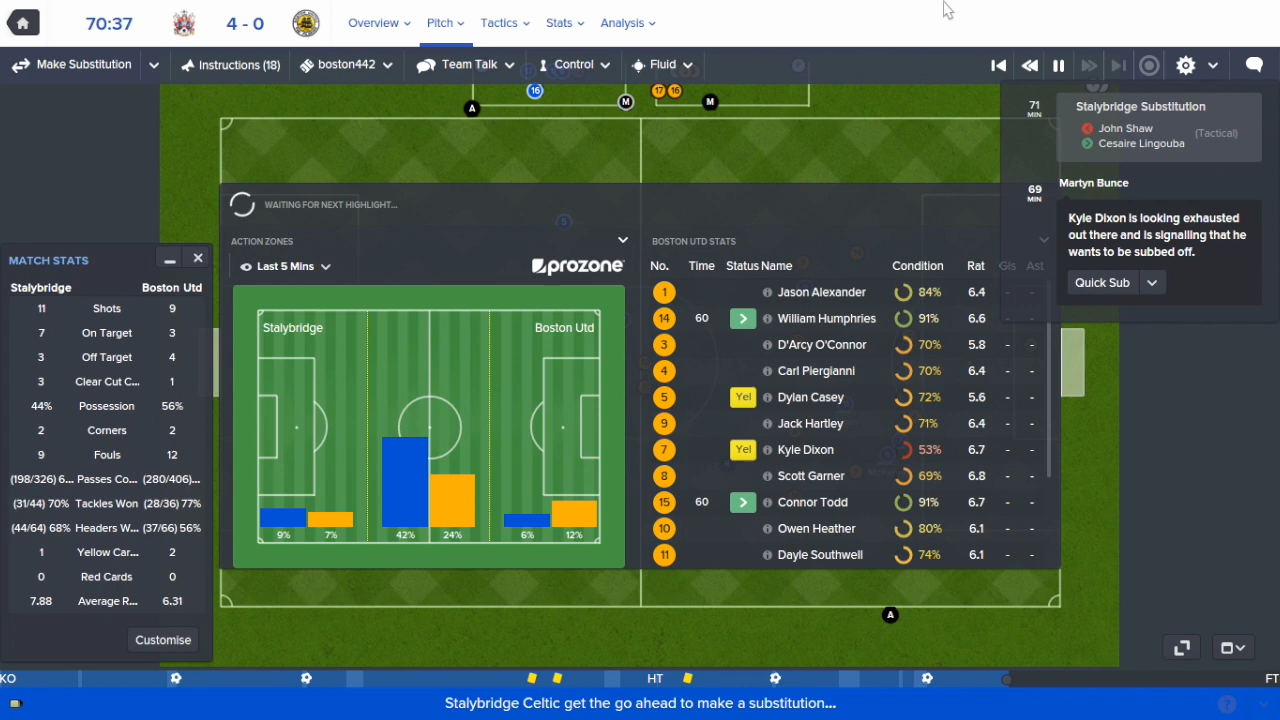 70:37
4 - 0
Overview
Pitch
Tactics
Stats
Analysis
Make Substitution
Instructions (18)
boston442
Team Talk
Control
Fluid
16
17
16
A
M
M
71
MIN
Stalybridge Substitution
John Shaw
Cesaire Lingouba
(Tactical)
69
MIN
Martyn Bunce
Kyle Dixon is looking exhausted
out there and is signalling that he
wants to be subbed off.
Quick Sub
WAITING FOR NEXT HIGHLIGHT...
ACTION ZONES
Last 5 Mins
prozone
Stalybridge
Boston Utd
9%
7%
42%
24%
6%
12%
BOSTON UTD STATS
No. Time Status Name Condition Rat Gls Ast
1 Jason Alexander 84% 6.4 - -
14 60 William Humphries 91% 6.6 - -
3 D'Arcy O'Connor 70% 5.8 - -
4 Carl Piergianni 70% 6.4 - -
5 Yel Dylan Casey 72% 5.6 - -
9 Jack Hartley 71% 6.4 - -
7 Yel Kyle Dixon 53% 6.7 - -
8 Scott Garner 69% 6.8 - -
15 60 Connor Todd 91% 6.7 - -
10 Owen Heather 80% 6.1 - -
11 Dayle Southwell 74% 6.1 - -
MATCH STATS
Stalybridge Boston Utd
11 Shots 9
7 On Target 3
3 Off Target 4
3 Clear Cut C... 1
44% Possession 56%
2 Corners 2
9 Fouls 12
(198/326) 6... Passes Co... (280/406)...
(31/44) 70% Tackles Won (28/36) 77%
(44/64) 68% Headers W... (37/66) 56%
1 Yellow Car... 2
0 Red Cards 0
7.88 Average R... 6.31
Customise
A
KO
HT
FT
Stalybridge Celtic get the go ahead to make a substitution...